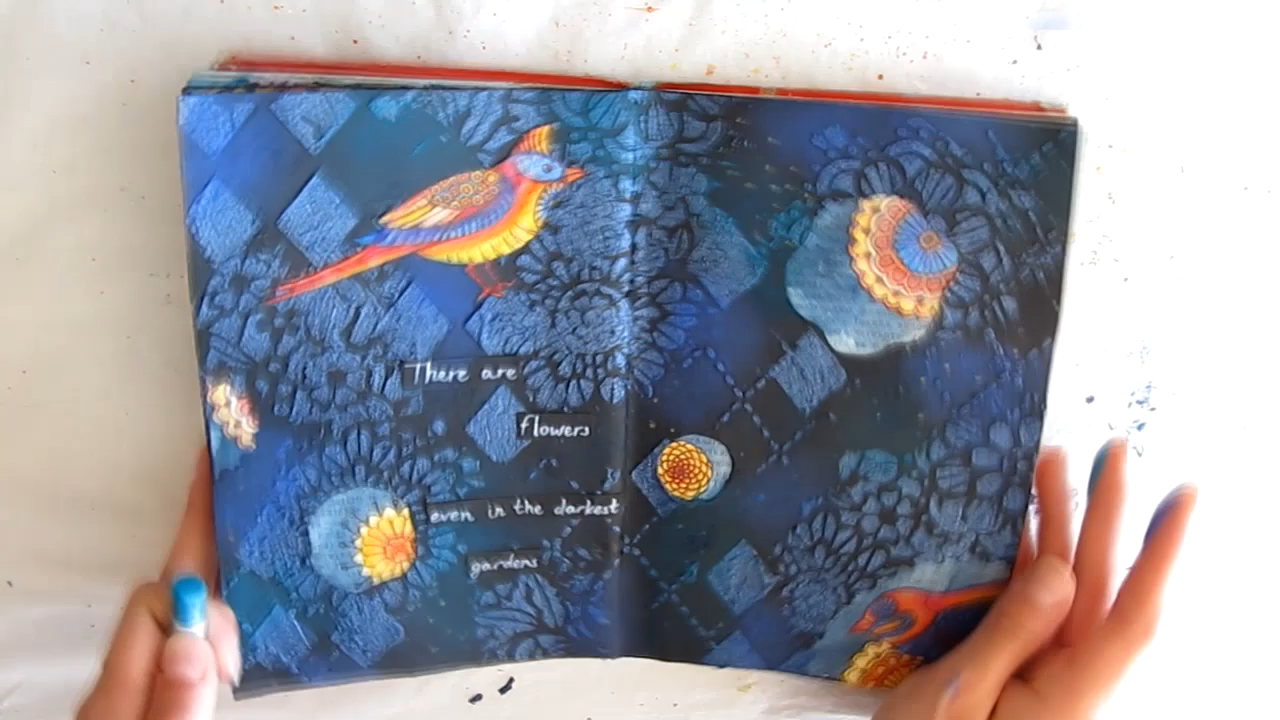 There are
flowers
even in the darkest
gardens